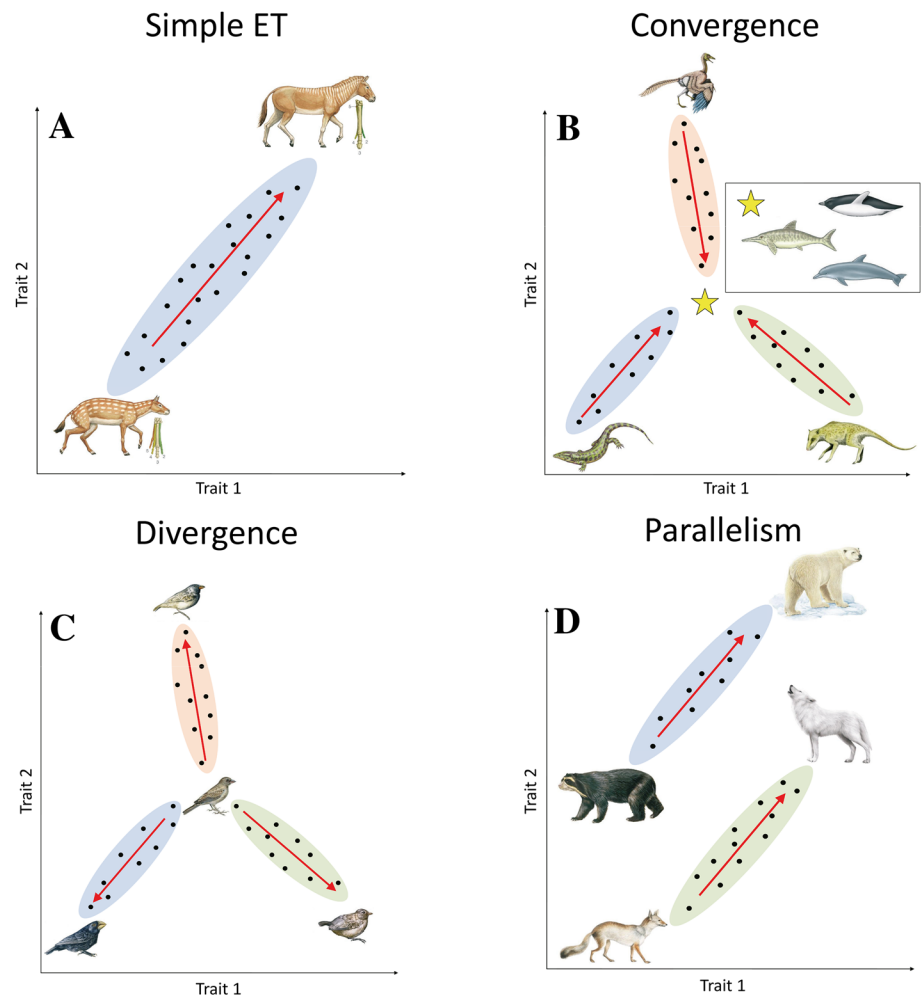 Simple ET
Convergence
A
B
Trait 2
Trait 2
Trait 1
Trait 1
Divergence
Parallelism
C
D
Trait 2
Trait 2
Trait 1
Trait 1